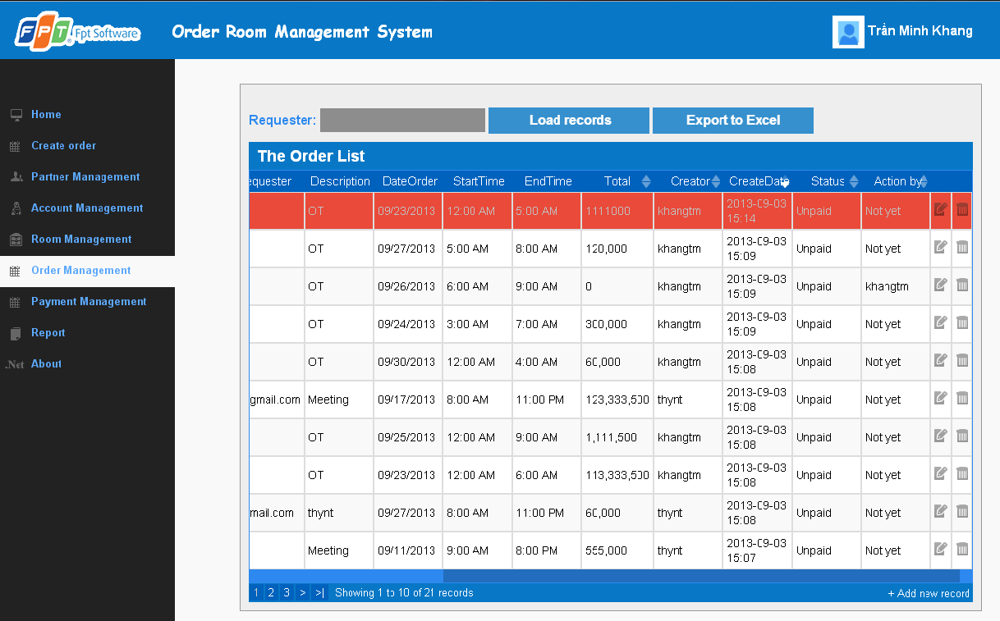 FPT Fpt Software
Order Room Management System
Trần Minh Khang
Home
Create order
Partner Management
Account Management
Room Management
Order Management
Payment Management
Report
.Net About
Requester: Load records Export to Excel
The Order List
equester Description DateOrder StartTime EndTime Total Creator CreateDate Status Action by
OT 09/23/2013 12:00 AM 5:00 AM 1111000 khangtm 2013-09-03 15:14 Unpaid Not yet
OT 09/27/2013 5:00 AM 8:00 AM 120,000 khangtm 2013-09-03 15:09 Unpaid Not yet
OT 09/26/2013 6:00 AM 9:00 AM 0 khangtm 2013-09-03 15:09 Unpaid khangtm
OT 09/24/2013 3:00 AM 7:00 AM 300,000 khangtm 2013-09-03 15:09 Unpaid Not yet
OT 09/30/2013 12:00 AM 4:00 AM 60,000 khangtm 2013-09-03 15:08 Unpaid Not yet
gmail.com Meeting 09/17/2013 8:00 AM 11:00 PM 123,333,500 thynt 2013-09-03 15:08 Unpaid Not yet
OT 09/25/2013 12:00 AM 9:00 AM 1,111,500 khangtm 2013-09-03 15:08 Unpaid Not yet
OT 09/23/2013 12:00 AM 6:00 AM 113,333,500 khangtm 2013-09-03 15:08 Unpaid Not yet
mail.com thynt 09/27/2013 8:00 AM 11:00 PM 60,000 thynt 2013-09-03 15:08 Unpaid Not yet
Meeting 09/11/2013 9:00 AM 8:00 PM 555,000 thynt 2013-09-03 15:07 Unpaid Not yet
1 2 3 > >| Showing 1 to 10 of 21 records + Add new record